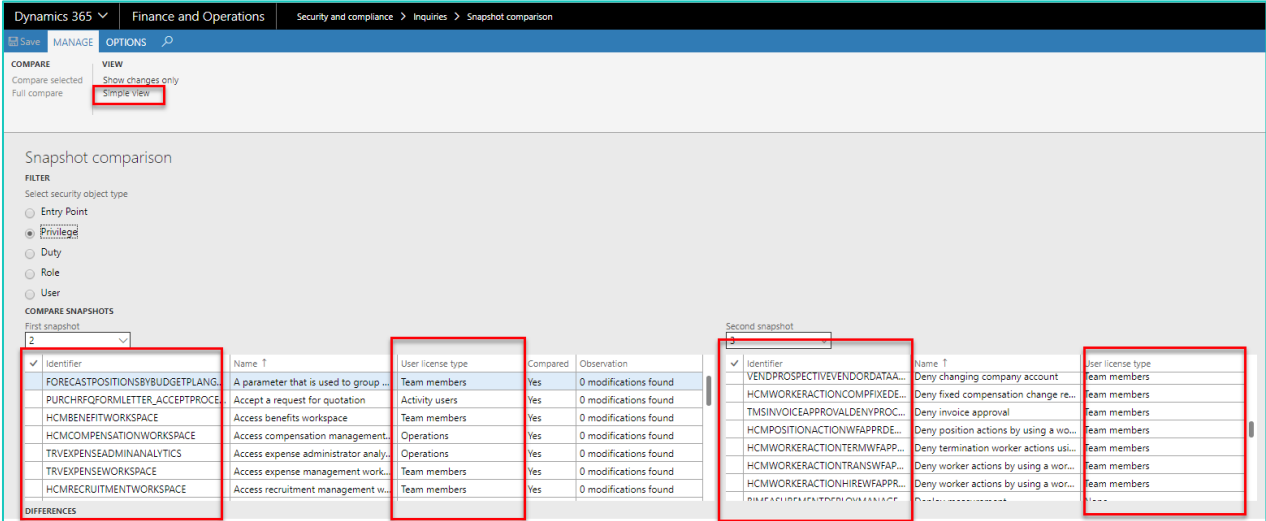 Dynamics 365 Finance and Operations Security and compliance > Inquiries > Snapshot comparison
Save MANAGE OPTIONS
COMPARE VIEW
Compare selected Show changes only
Full compare Simple view
Snapshot comparison
FILTER
Select security object type
Entry Point
Privilege
Duty
Role
User
COMPARE SNAPSHOTS
First snapshot
2
Identifier Name ↑ User license type Compared Observation
FORECASTPOSITIONSBYBUDGETPLANG... A parameter that is used to group ... Team members Yes 0 modifications found
PURCHRFQFORMLETTER_ACCEPTPROCE... Accept a request for quotation Activity users Yes 0 modifications found
HCMBENEFITWORKSPACE Access benefits workspace Team members Yes 0 modifications found
HCMCOMPENSATIONWORKSPACE Access compensation management... Operations Yes 0 modifications found
TRVEXPENSEADMINANALYTICS Access expense administrator analy... Operations Yes 0 modifications found
TRVEXPENSEWORKSPACE Access expense management work... Team members Yes 0 modifications found
HCMRECRUITMENTWORKSPACE Access recruitment management w... Team members Yes 0 modifications found
Second snapshot
3
Identifier Name ↑ User license type
VENDPROSPECTIVEVENDORDATAA... Deny changing company account Team members
HCMWORKERACTIONCOMPFIXEDE... Deny fixed compensation change re... Team members
TMSINVOICEAPPROVALDENYPROC... Deny invoice approval Team members
HCMPOSITIONACTIONWFAPPRDE... Deny position actions by using a wo... Team members
HCMWORKERACTIONTERMWFAPP... Deny termination worker actions usi... Team members
HCMWORKERACTIONTRANSWFAP... Deny worker actions by using a wor... Team members
HCMWORKERACTIONHIREWFAPPR... Deny worker actions by using a wor... Team members
BIMEASUREMENTDEPLOYMANAGE Deploy measurement None
DIFFERENCES